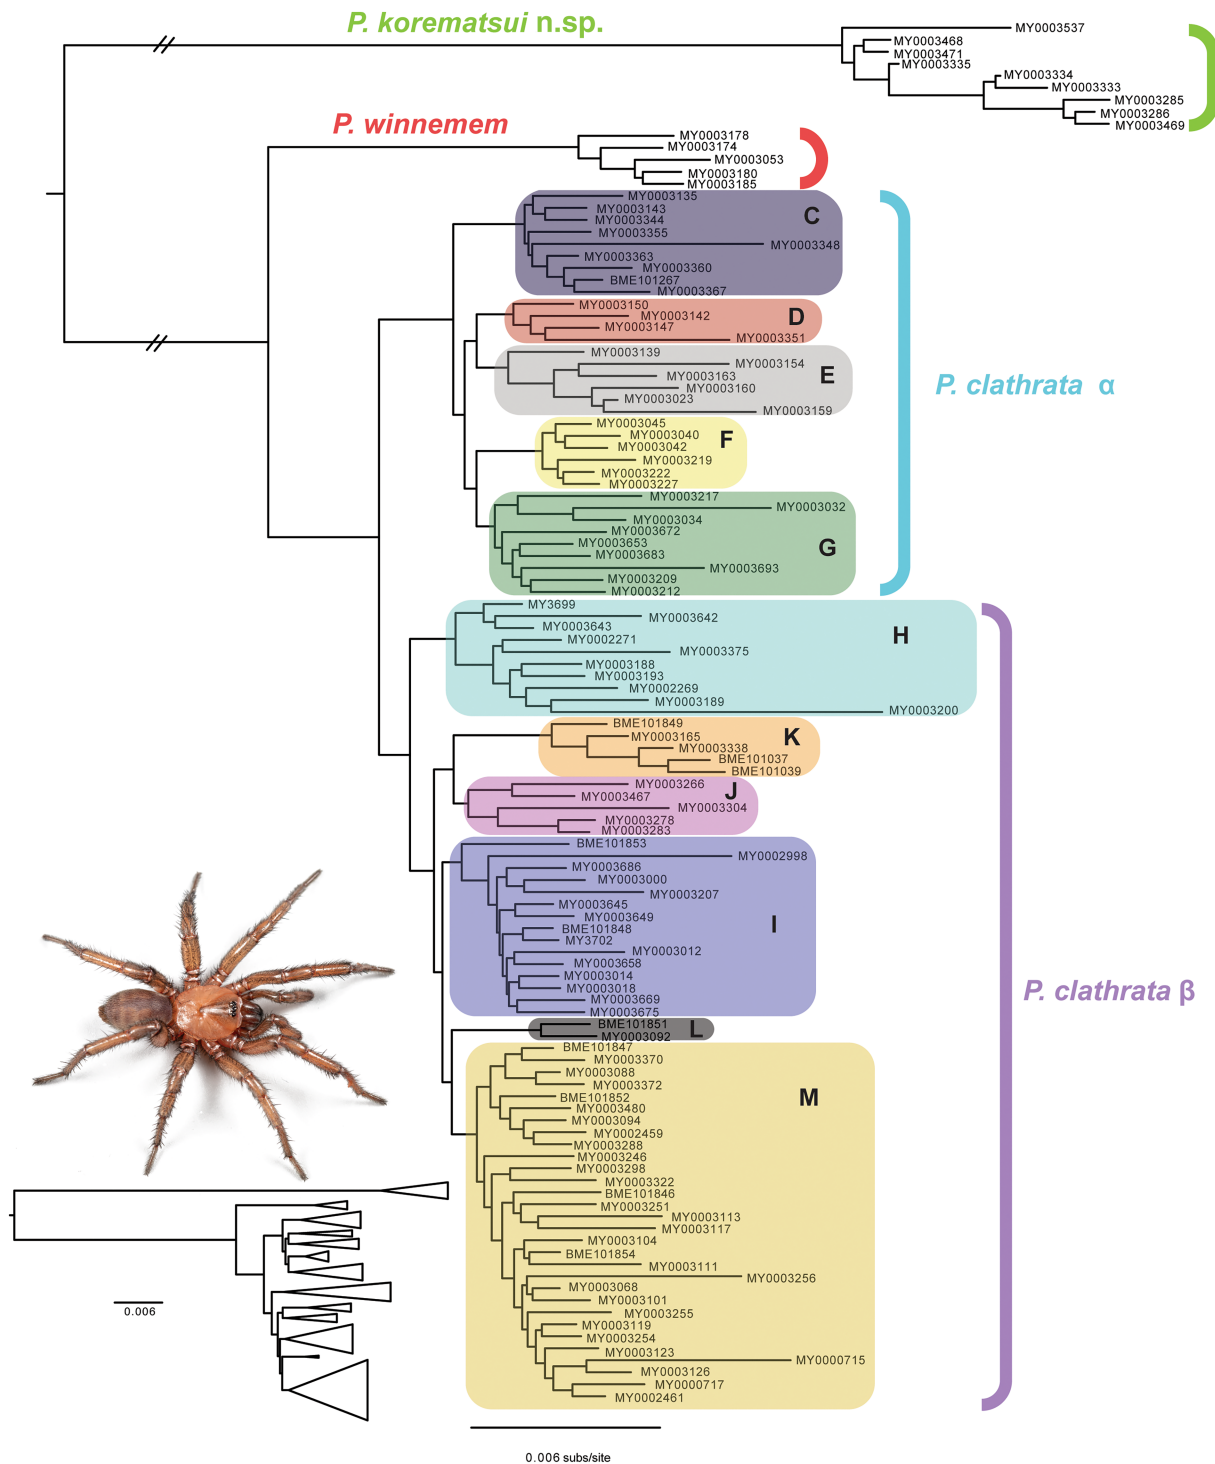 P. korematsui n.sp.
MY0003537
MY0003468
MY0003471
MY0003335
MY0003334
MY0003333
MY0003285
MY0003286
MY0003469
P. winnemem
MY0003178
MY0003174
MY0003053
MY0003180
MY0003185
MY0003135
C
MY0003143
MY0003344
MY0003355
MY0003348
MY0003363
MY0003360
BME101267
MY0003367
MY0003150
D
MY0003142
MY0003147
MY0003351
MY0003139
E
MY0003154
MY0003163
MY0003160
MY0003023
MY0003159
P. clathrata α
MY0003045
F
MY0003040
MY0003042
MY0003219
MY0003222
MY0003227
MY0003217
MY0003032
MY0003034
MY0003672
G
MY0003653
MY0003683
MY0003693
MY0003209
MY0003212
MY3699
MY0003642
H
MY0003643
MY0002271
MY0003375
MY0003188
MY0003193
MY0002269
MY0003189
MY0003200
BME101849
K
MY0003165
MY0003338
BME101037
BME101039
MY0003266
J
MY0003467
MY0003304
MY0003278
MY0003283
BME101853
MY0002998
MY0003686
MY0003000
MY0003207
MY0003645
MY0003649
I
BME101848
MY3702
MY0003012
MY0003658
MY0003014
MY0003018
MY0003669
MY0003675
P. clathrata β
BME101851
L
MY0003092
BME101847
MY0003370
MY0003088
MY0003372
M
BME101852
MY0003480
MY0003094
MY0002459
MY0003288
MY0003246
MY0003298
MY0003322
BME101846
MY0003251
MY0003113
MY0003117
MY0003104
BME101854
MY0003111
MY0003256
MY0003068
MY0003101
MY0003255
MY0003119
MY0003254
MY0003123
MY0000715
MY0003126
MY0000717
MY0002461
0.006
0.006 subs/site